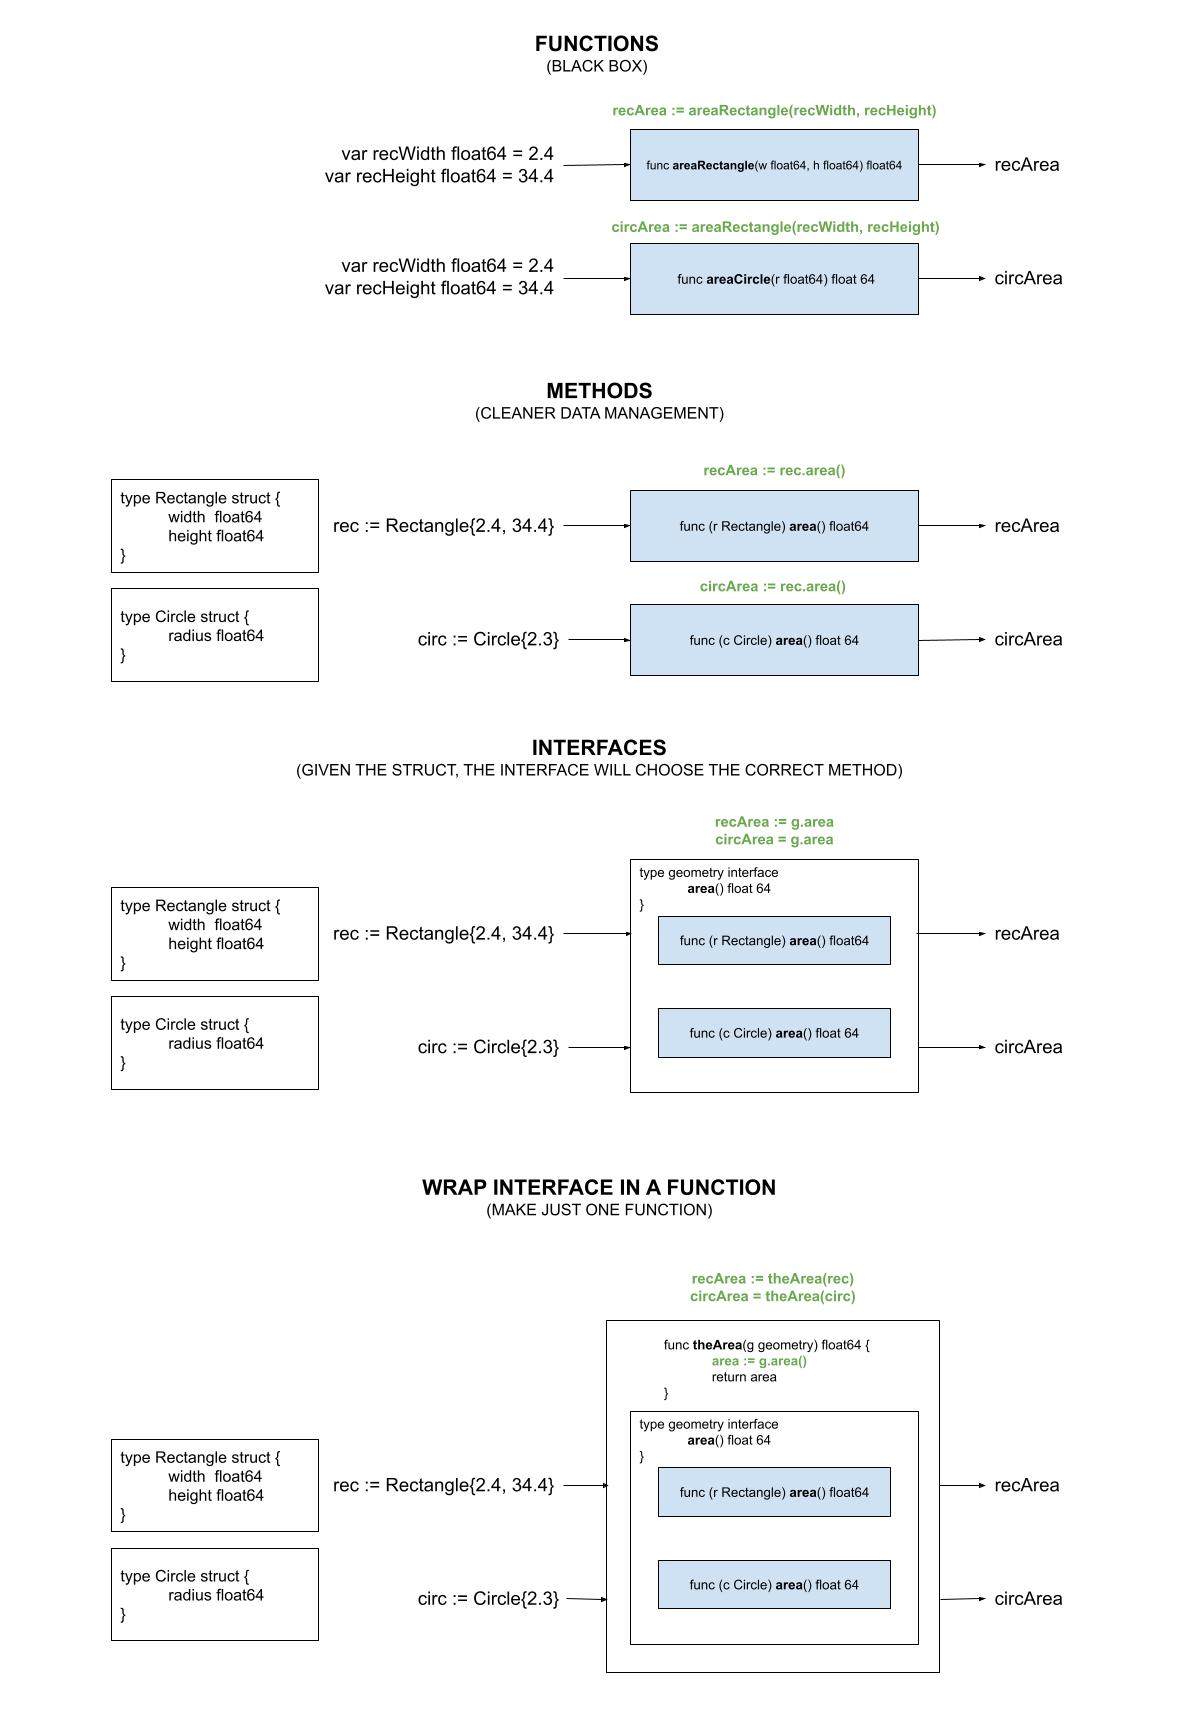 FUNCTIONS
(BLACK BOX)
recArea := areaRectangle(recWidth, recHeight)
var recWidth float64 = 2.4
var recHeight float64 = 34.4
func areaRectangle(w float64, h float64) float64
recArea
circArea := areaRectangle(recWidth, recHeight)
var recWidth float64 = 2.4
var recHeight float64 = 34.4
func areaCircle(r float64) float 64
circArea
METHODS
(CLEANER DATA MANAGEMENT)
recArea := rec.area()
type Rectangle struct {
width  float64
height float64
}
rec := Rectangle{2.4, 34.4}
func (r Rectangle) area() float64
recArea
circArea := rec.area()
type Circle struct {
radius float64
}
circ := Circle{2.3}
func (c Circle) area() float 64
circArea
INTERFACES
(GIVEN THE STRUCT, THE INTERFACE WILL CHOOSE THE CORRECT METHOD)
recArea := g.area
circArea = g.area
type geometry interface
area() float 64
}
type Rectangle struct {
width  float64
height float64
}
rec := Rectangle{2.4, 34.4}
func (r Rectangle) area() float64
recArea
type Circle struct {
radius float64
}
circ := Circle{2.3}
func (c Circle) area() float 64
circArea
WRAP INTERFACE IN A FUNCTION
(MAKE JUST ONE FUNCTION)
recArea := theArea(rec)
circArea = theArea(circ)
func theArea(g geometry) float64 {
area := g.area()
return area
}
type geometry interface
area() float 64
}
type Rectangle struct {
width  float64
height float64
}
rec := Rectangle{2.4, 34.4}
func (r Rectangle) area() float64
recArea
type Circle struct {
radius float64
}
circ := Circle{2.3}
func (c Circle) area() float 64
circArea